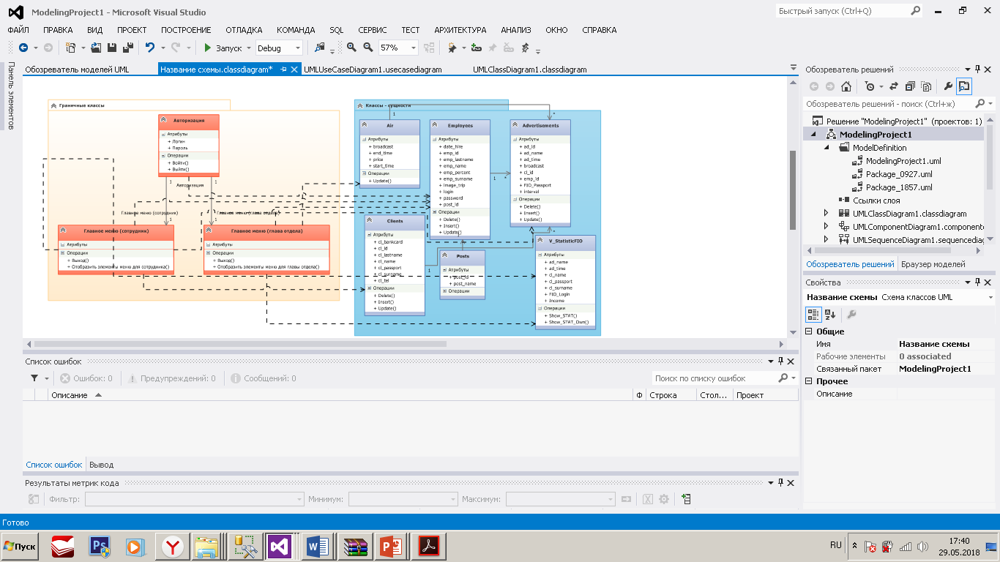 ModelingProject1 - Microsoft Visual Studio
Быстрый запуск (Ctrl+Q)
ФАЙЛ ПРАВКА ВИД ПРОЕКТ ПОСТРОЕНИЕ ОТЛАДКА КОМАНДА SQL СЕРВИС ТЕСТ АРХИТЕКТУРА АНАЛИЗ ОКНО СПРАВКА
Запуск Debug 57%
Панель элементов
Обозреватель моделей UML Название схемы.classdiagram* UMLUseCaseDiagram1.usecasediagram UMLClassDiagram1.classdiagram
Граничные классы
Авторизация
Атрибуты
+ Логин
+ Пароль
Операции
+ Войти()
+ Выйти()
1 1
Авторизация
Главное меню (сотрудник) Главное меню (глава отдела)
1 1
Главное меню (сотрудник)
Атрибуты
Операции
+ Выход()
+ Отобразить элементы меню для сотрудника()
Главное меню (глава отдела)
Атрибуты
Операции
+ Выход()
+ Отобразить элементы меню для главы отдела()
Классы - сущности
1 *
Air
Атрибуты
+ broadcast
+ end_time
+ price
+ start_time
Операции
+ Update()
Employees
Атрибуты
+ date_hire
+ emp_id
+ emp_lastname
+ emp_name
+ emp_percent
+ emp_surname
+ image_trip
+ login
+ password
+ post_id
Операции
+ Delete()
+ Insert()
+ Update()
1 *
Advertisements
Атрибуты
+ ad_id
+ ad_name
+ ad_time
+ broadcast
+ cl_id
+ emp_id
+ FIO_Passport
+ interval
Операции
+ Delete()
+ Insert()
+ Update()
*
Clients
Атрибуты
+ cl_bankcard
+ cl_id
+ cl_lastname
+ cl_name
+ cl_passport
+ cl_surname
+ cl_tel
Операции
+ Delete()
+ Insert()
+ Update()
1
Posts
Атрибуты
+ post_id
+ post_name
Операции
V_StatisticFIO
Атрибуты
+ ad_name
+ ad_time
+ cl_name
+ cl_passport
+ cl_surname
+ FIO_Login
+ Income
Операции
+ Show_STAT()
+ Show_STAT_Own()
Обозреватель решений
Обозреватель решений - поиск (Ctrl+ж)
Решение "ModelingProject1" (проектов: 1)
ModelingProject1
ModelDefinition
ModelingProject1.uml
Package_0927.uml
Package_1857.uml
Ссылки слоя
UMLClassDiagram1.classdiagram
UMLComponentDiagram1.compone
UMLSequenceDiagram1.sequencedia
Обозреватель решений Браузер моделей
Свойства
Название схемы Схема классов UML
Общие
Имя Название схемы
Рабочие элементы 0 associated
Связанный пакет ModelingProject1
Прочее
Описание
Список ошибок
Ошибок: 0 Предупреждений: 0 Сообщений: 0
Поиск по списку ошибок
Описание Ф Строка Стол... Проект
Список ошибок Вывод
Результаты метрик кода
Фильтр: Минимум: Максимум:
Готово
Пуск
RU
17:40
29.05.2018